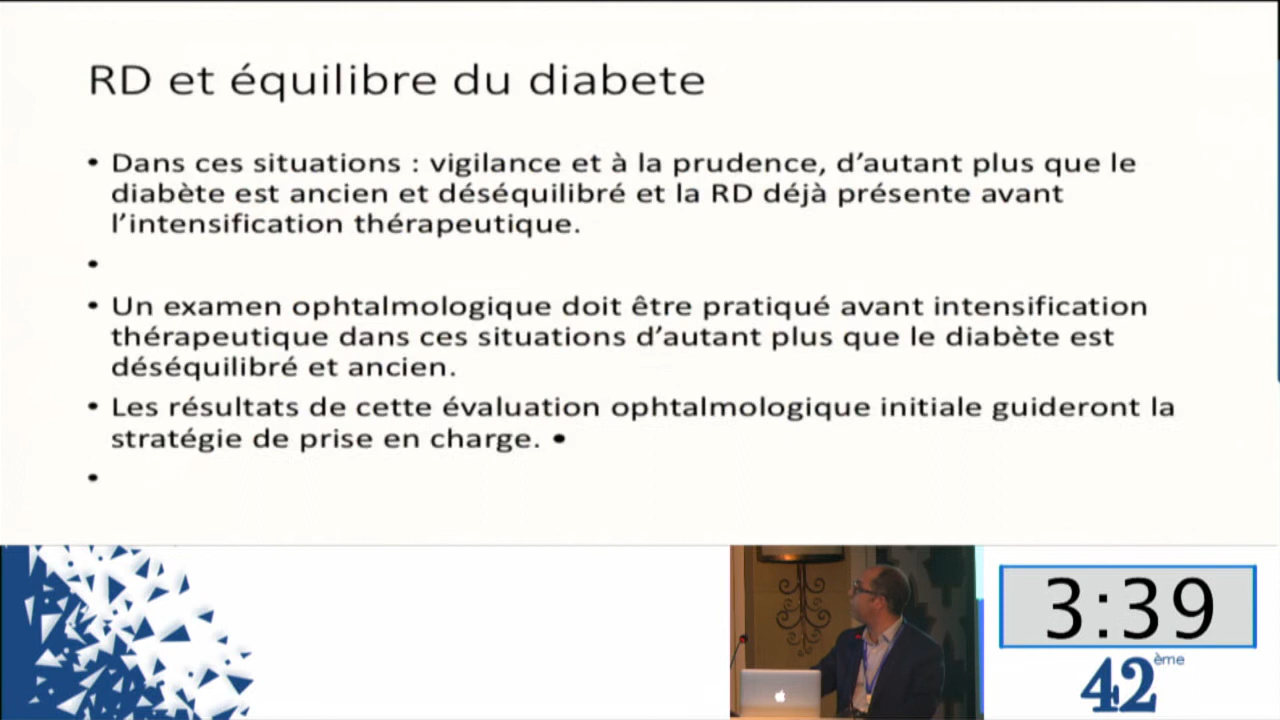 RD et équilibre du diabete
• Dans ces situations : vigilance et à la prudence, d’autant plus que le
diabète est ancien et déséquilibré et la RD déjà présente avant
l’intensification thérapeutique.
•
• Un examen ophtalmologique doit être pratiqué avant intensification
thérapeutique dans ces situations d’autant plus que le diabète est
déséquilibré et ancien.
• Les résultats de cette évaluation ophtalmologique initiale guideront la
stratégie de prise en charge. •
•
3:39
42ème